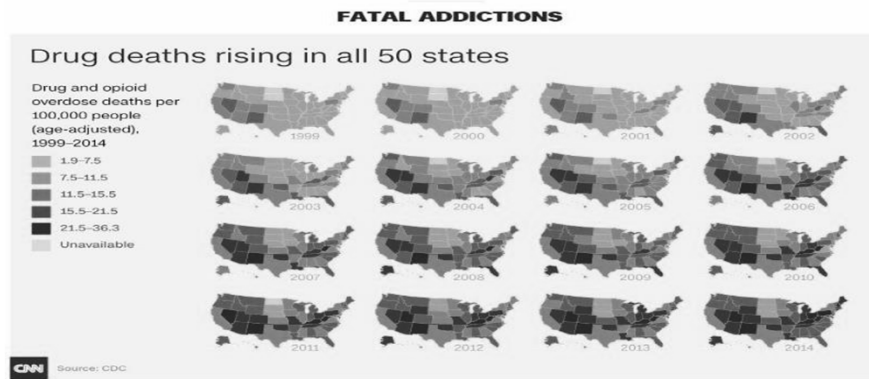 FATAL ADDICTIONS
Drug deaths rising in all 50 states
Drug and opioid
overdose deaths per
100,000 people
(age-adjusted),
1999–2014
1.9–7.5
7.5–11.5
11.5–15.5
15.5–21.5
21.5–36.3
Unavailable
1999
2000
2001
2002
2003
2004
2005
2006
2007
2008
2009
2010
2011
2012
2013
2014
CNN
Source: CDC